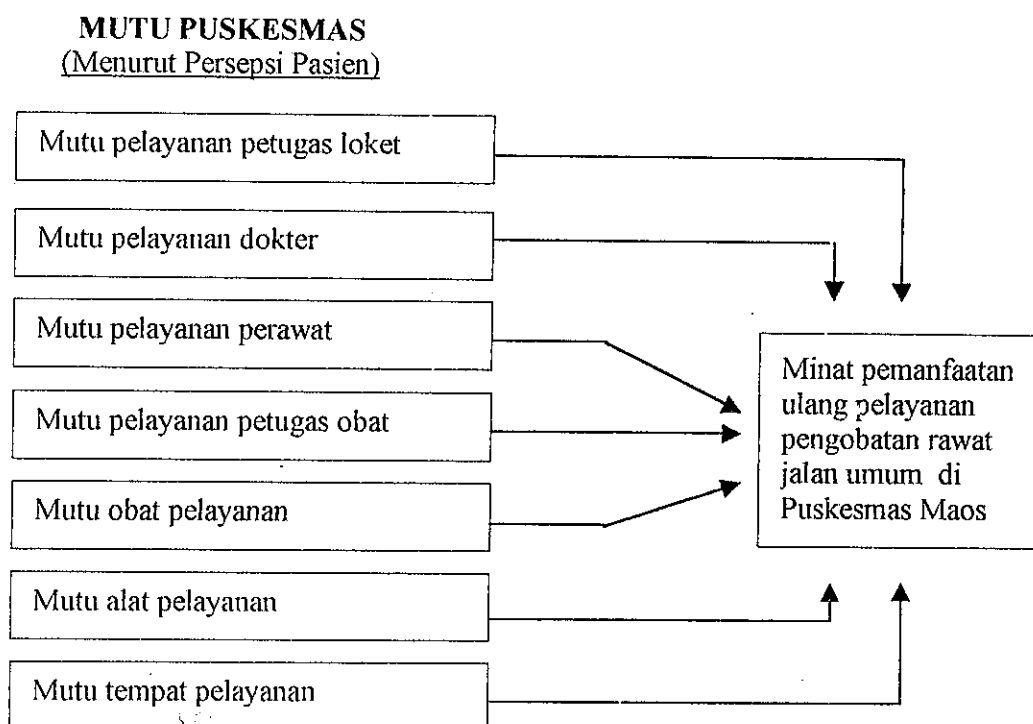 MUTU PUSKESMAS
(Menurut Persepsi Pasien)
Mutu pelayanan petugas loket
Mutu pelayanan dokter
Mutu pelayanan perawat
Mutu pelayanan petugas obat
Mutu obat pelayanan
Mutu alat pelayanan
Mutu tempat pelayanan
Minat pemanfaatan
ulang pelayanan
pengobatan rawat
jalan umum di
Puskesmas Maos